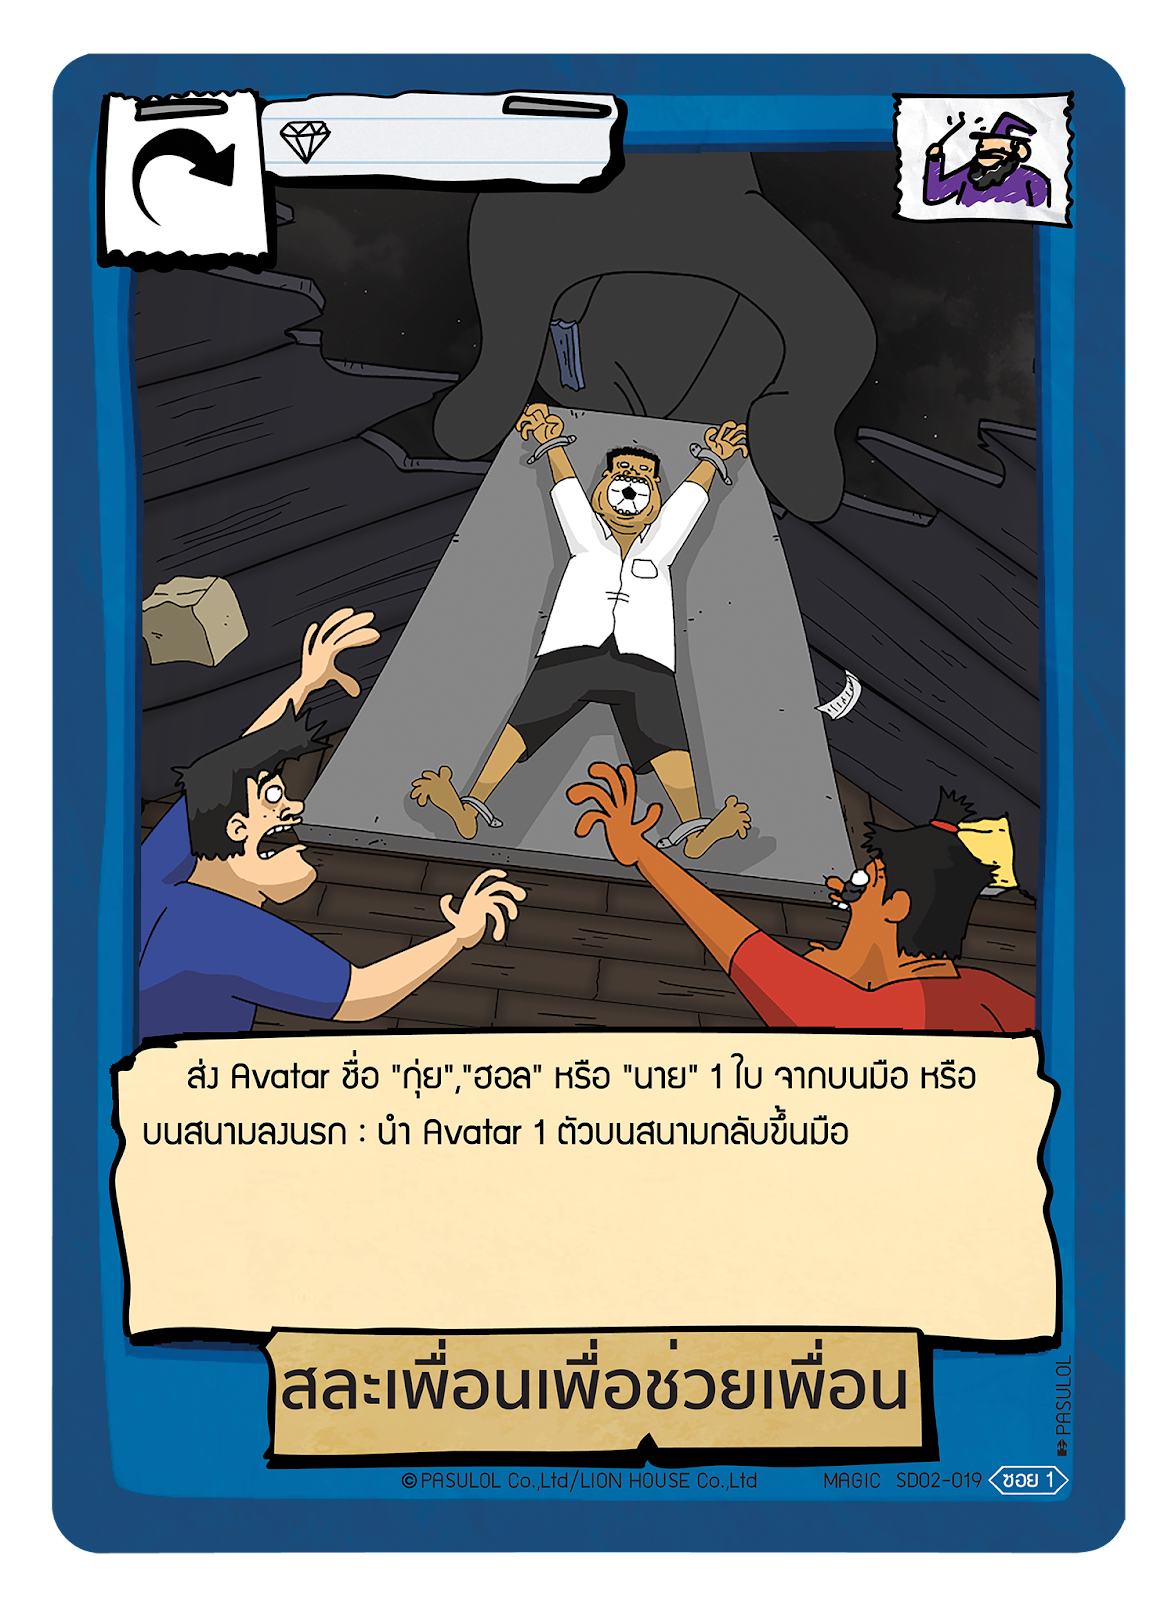 ส่ง Avatar ชื่อ "กุ่ย","ฮอล" หรือ "นาย" 1 ใบ จากบนมือ หรือ
บนสนามลงนรก : นำ Avatar 1 ตัวบนสนามกลับขึ้นมือ
สละเพื่อนเพื่อช่วยเพื่อน
PASULOL
©PASULOL Co.,Ltd/LION HOUSE Co.,Ltd
MAGIC SD02-019 ซอย 1